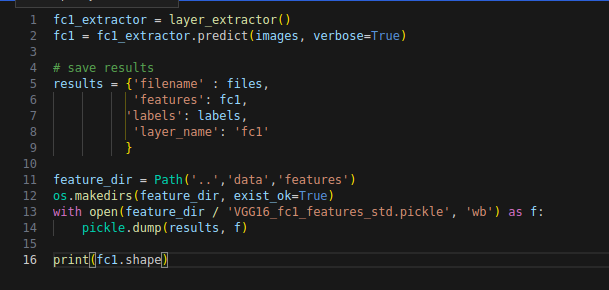 1 fc1_extractor = layer_extractor()
2 fc1 = fc1_extractor.predict(images, verbose=True)
3
4 # save results
5 results = {'filename' : files,
6 'features': fc1,
7 'labels': labels,
8 'layer_name': 'fc1'
9 }
10
11 feature_dir = Path('..','data','features')
12 os.makedirs(feature_dir, exist_ok=True)
13 with open(feature_dir / 'VGG16_fc1_features_std.pickle', 'wb') as f:
14 pickle.dump(results, f)
15
16 print(fc1.shape)